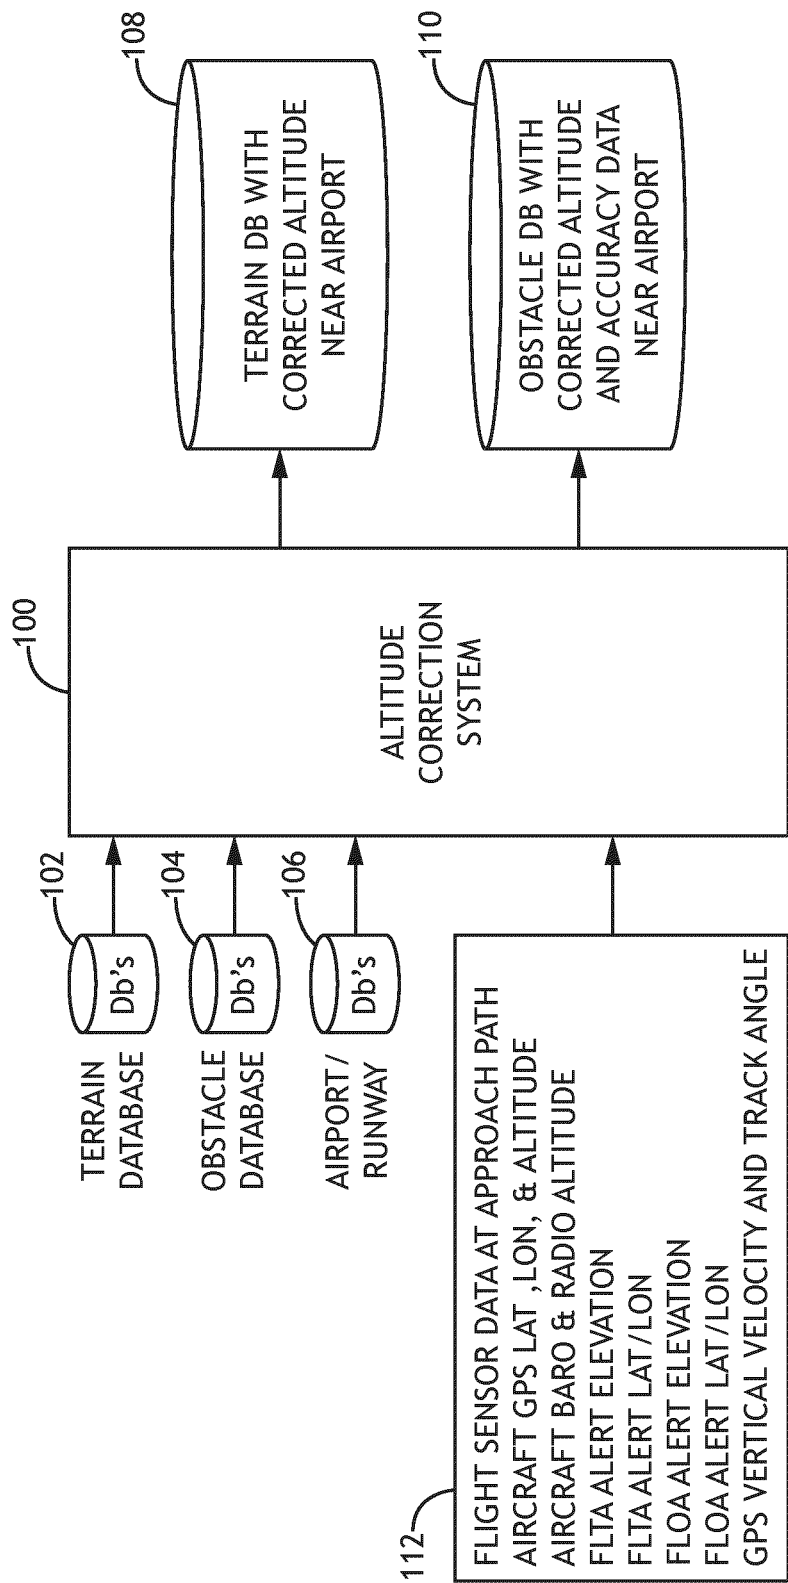 TERRAIN
DATABASE
Db's
102
OBSTACLE
DATABASE
Db's
104
AIRPORT/
RUNWAY
Db's
106
112
FLIGHT SENSOR DATA AT APPROACH PATH
AIRCRAFT GPS LAT ,LON, & ALTITUDE
AIRCRAFT BARO & RADIO ALTITUDE
FLTA ALERT ELEVATION
FLTA ALERT LAT/LON
FLOA ALERT ELEVATION
FLOA ALERT LAT/LON
GPS VERTICAL VELOCITY AND TRACK ANGLE
100
ALTITUDE
CORRECTION
SYSTEM
108
TERRAIN DB WITH
CORRECTED ALTITUDE
NEAR AIRPORT
110
OBSTACLE DB WITH
CORRECTED ALTITUDE
AND ACCURACY DATA
NEAR AIRPORT